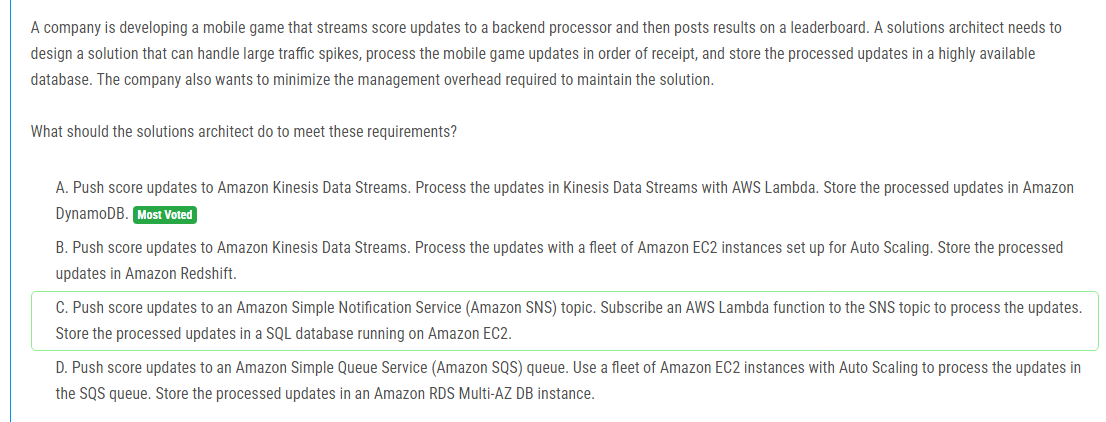 A company is developing a mobile game that streams score updates to a backend processor and then posts results on a leaderboard. A solutions architect needs to
design a solution that can handle large traffic spikes, process the mobile game updates in order of receipt, and store the processed updates in a highly available
database. The company also wants to minimize the management overhead required to maintain the solution.
What should the solutions architect do to meet these requirements?
A. Push score updates to Amazon Kinesis Data Streams. Process the updates in Kinesis Data Streams with AWS Lambda. Store the processed updates in Amazon
DynamoDB. Most Voted
B. Push score updates to Amazon Kinesis Data Streams. Process the updates with a fleet of Amazon EC2 instances set up for Auto Scaling. Store the processed
updates in Amazon Redshift.
C. Push score updates to an Amazon Simple Notification Service (Amazon SNS) topic. Subscribe an AWS Lambda function to the SNS topic to process the updates.
Store the processed updates in a SQL database running on Amazon EC2.
D. Push score updates to an Amazon Simple Queue Service (Amazon SQS) queue. Use a fleet of Amazon EC2 instances with Auto Scaling to process the updates in
the SQS queue. Store the processed updates in an Amazon RDS Multi-AZ DB instance.